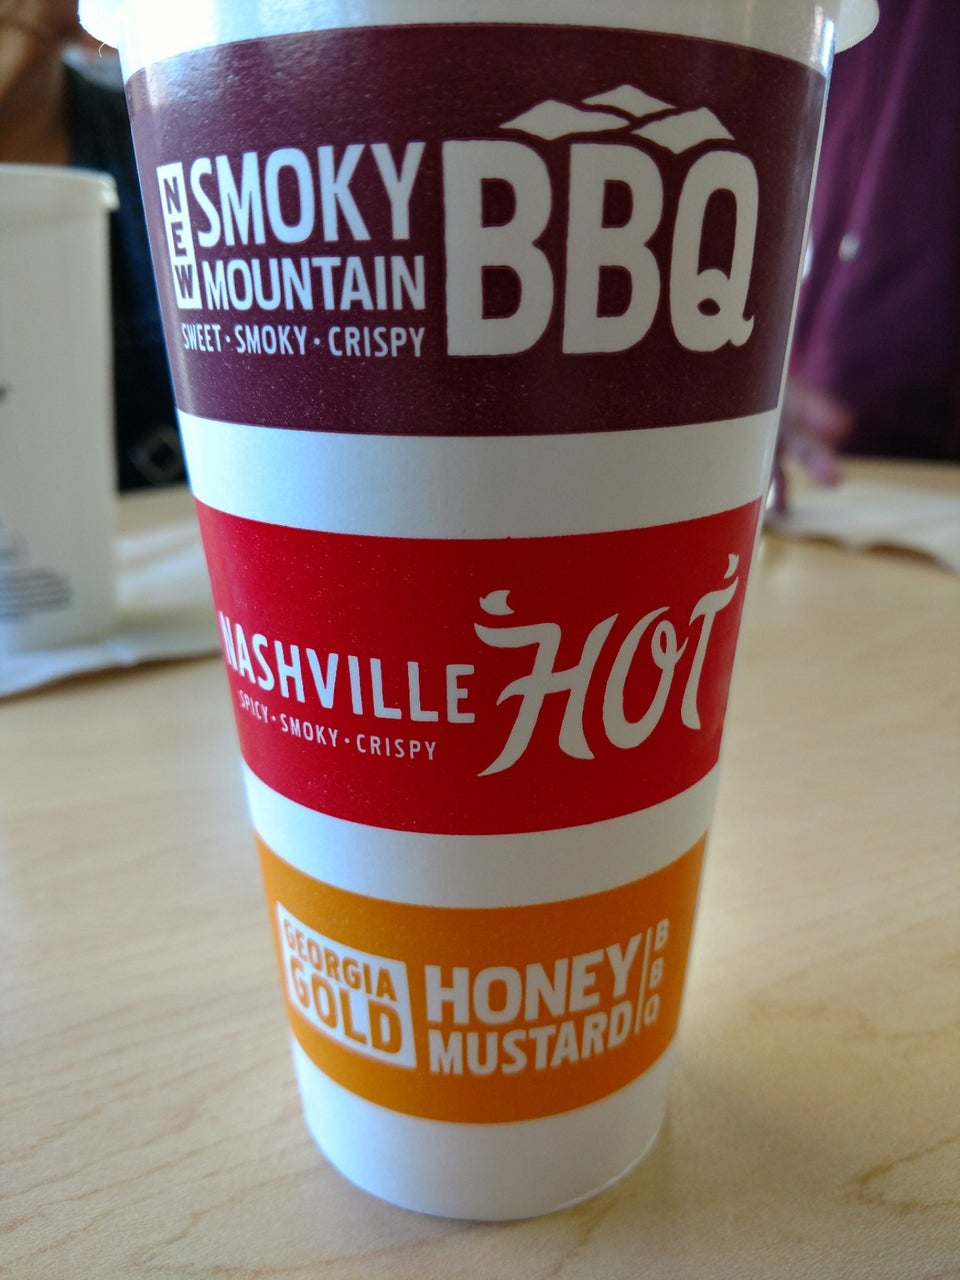 NEW
SMOKY
MOUNTAIN
BBQ
SWEET · SMOKY · CRISPY
NASHVILLE HOT
SPICY · SMOKY · CRISPY
GEORGIA
GOLD
HONEY
MUSTARD
BBQ